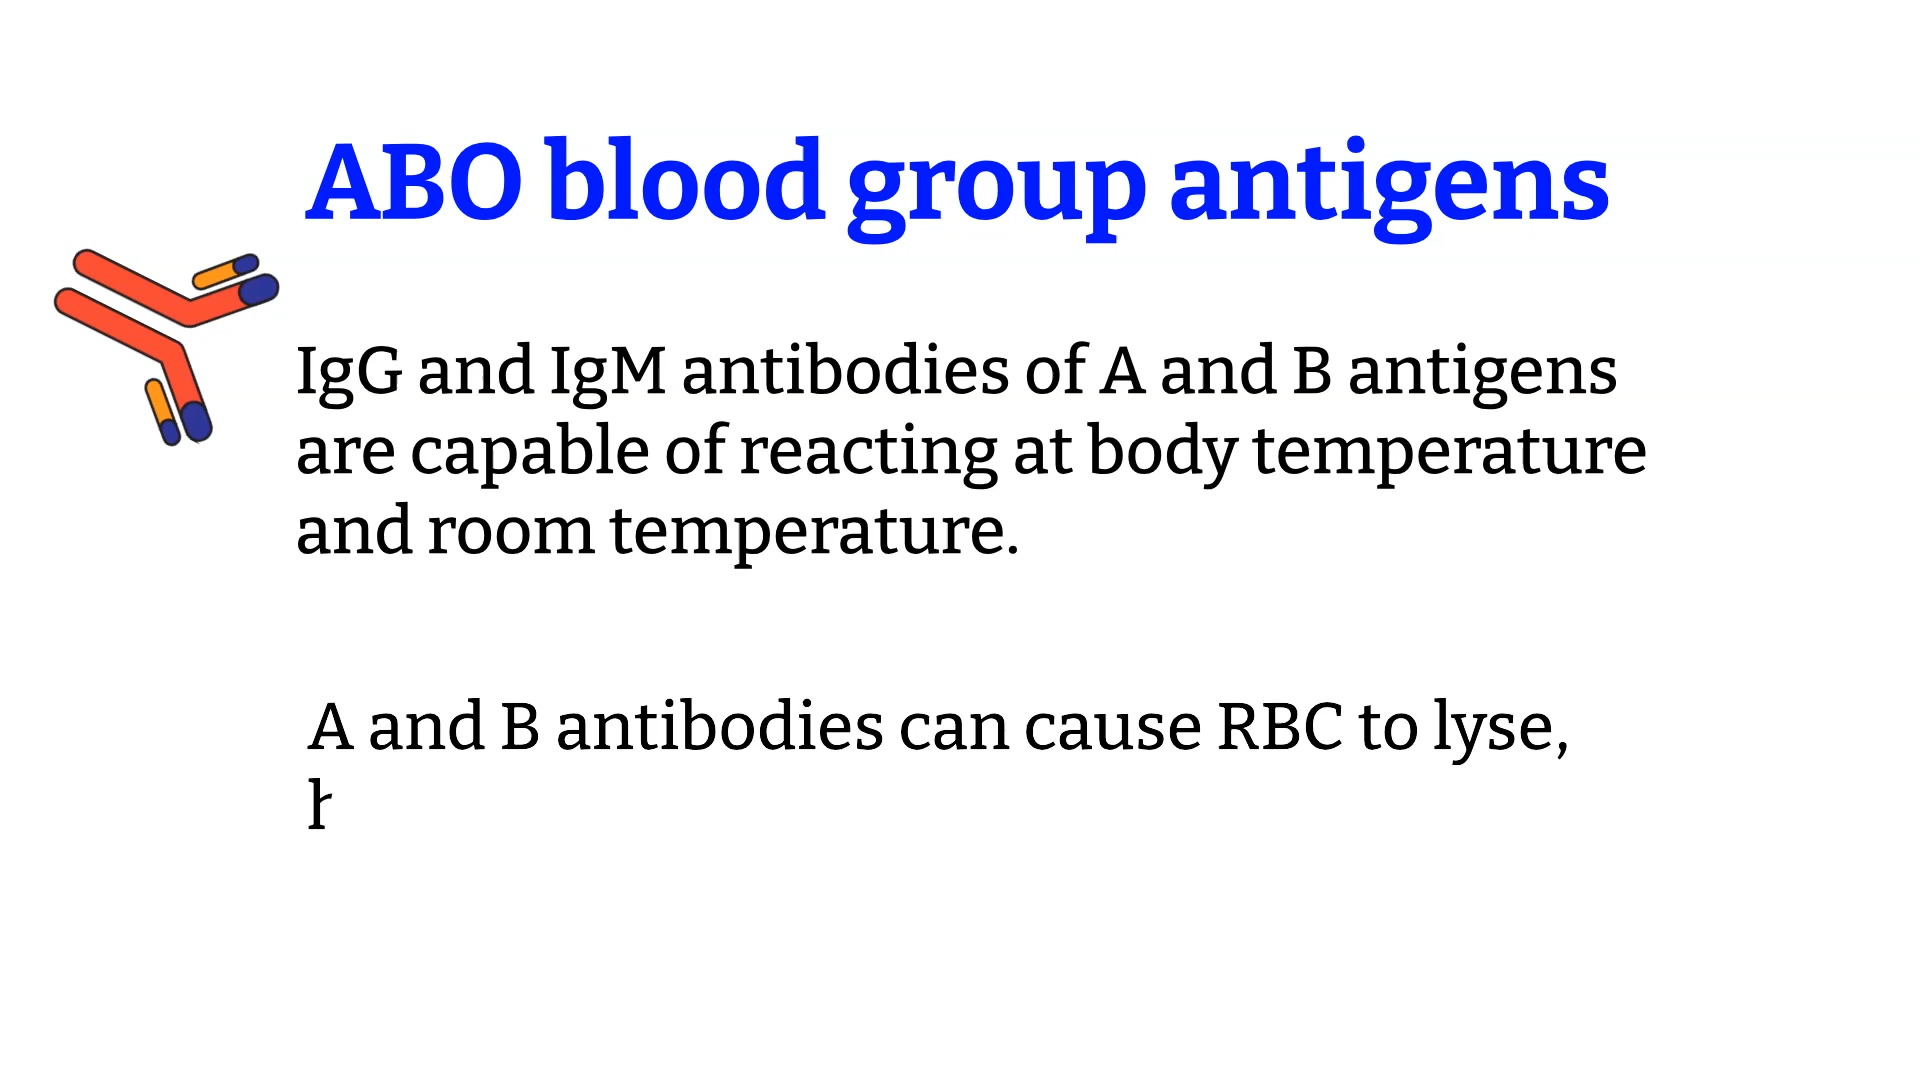 ABO blood group antigens
IgG and IgM antibodies of A and B antigens
are capable of reacting at body temperature
and room temperature.
A and B antibodies can cause RBC to lyse,